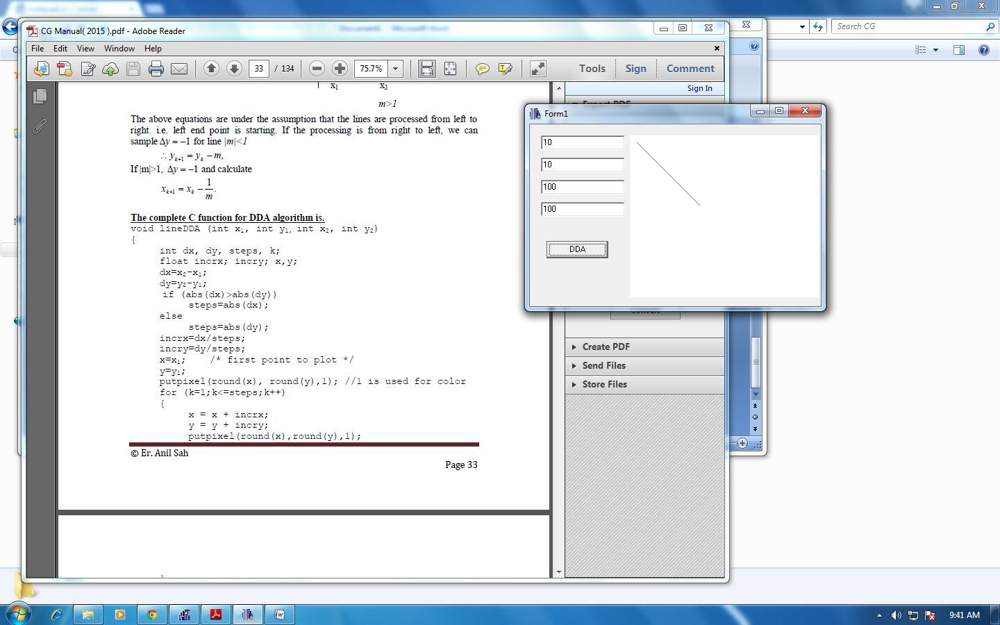 Search CG
CG Manual( 2015 ).pdf - Adobe Reader
File Edit View Window Help
33 / 134 75.7% Tools Sign Comment
Sign In
x1 x2
m>1
The above equations are under the assumption that the lines are processed from left to
right. i.e. left end point is starting. If the processing is from right to left, we can
sample Δy = −1 for line |m|<1
∴ yk+1 = yk − m,
If |m|>1, Δy = −1 and calculate
xk+1 = xk − 1/m.
The complete C function for DDA algorithm is.
void lineDDA (int x1, int y1, int x2, int y2)
{
int dx, dy, steps, k;
float incrx; incry; x,y;
dx=x2-x1;
dy=y2-y1;
if (abs(dx)>abs(dy))
steps=abs(dx);
else
steps=abs(dy);
incrx=dx/steps;
incry=dy/steps;
x=x1; /* first point to plot */
y=y1;
putpixel(round(x), round(y),1); //1 is used for color
for (k=1;k<=steps;k++)
{
x = x + incrx;
y = y + incry;
putpixel(round(x),round(y),1);
© Er. Anil Sah
Page 33
Form1
10
10
100
100
DDA
Create PDF
Send Files
Store Files
9:41 AM